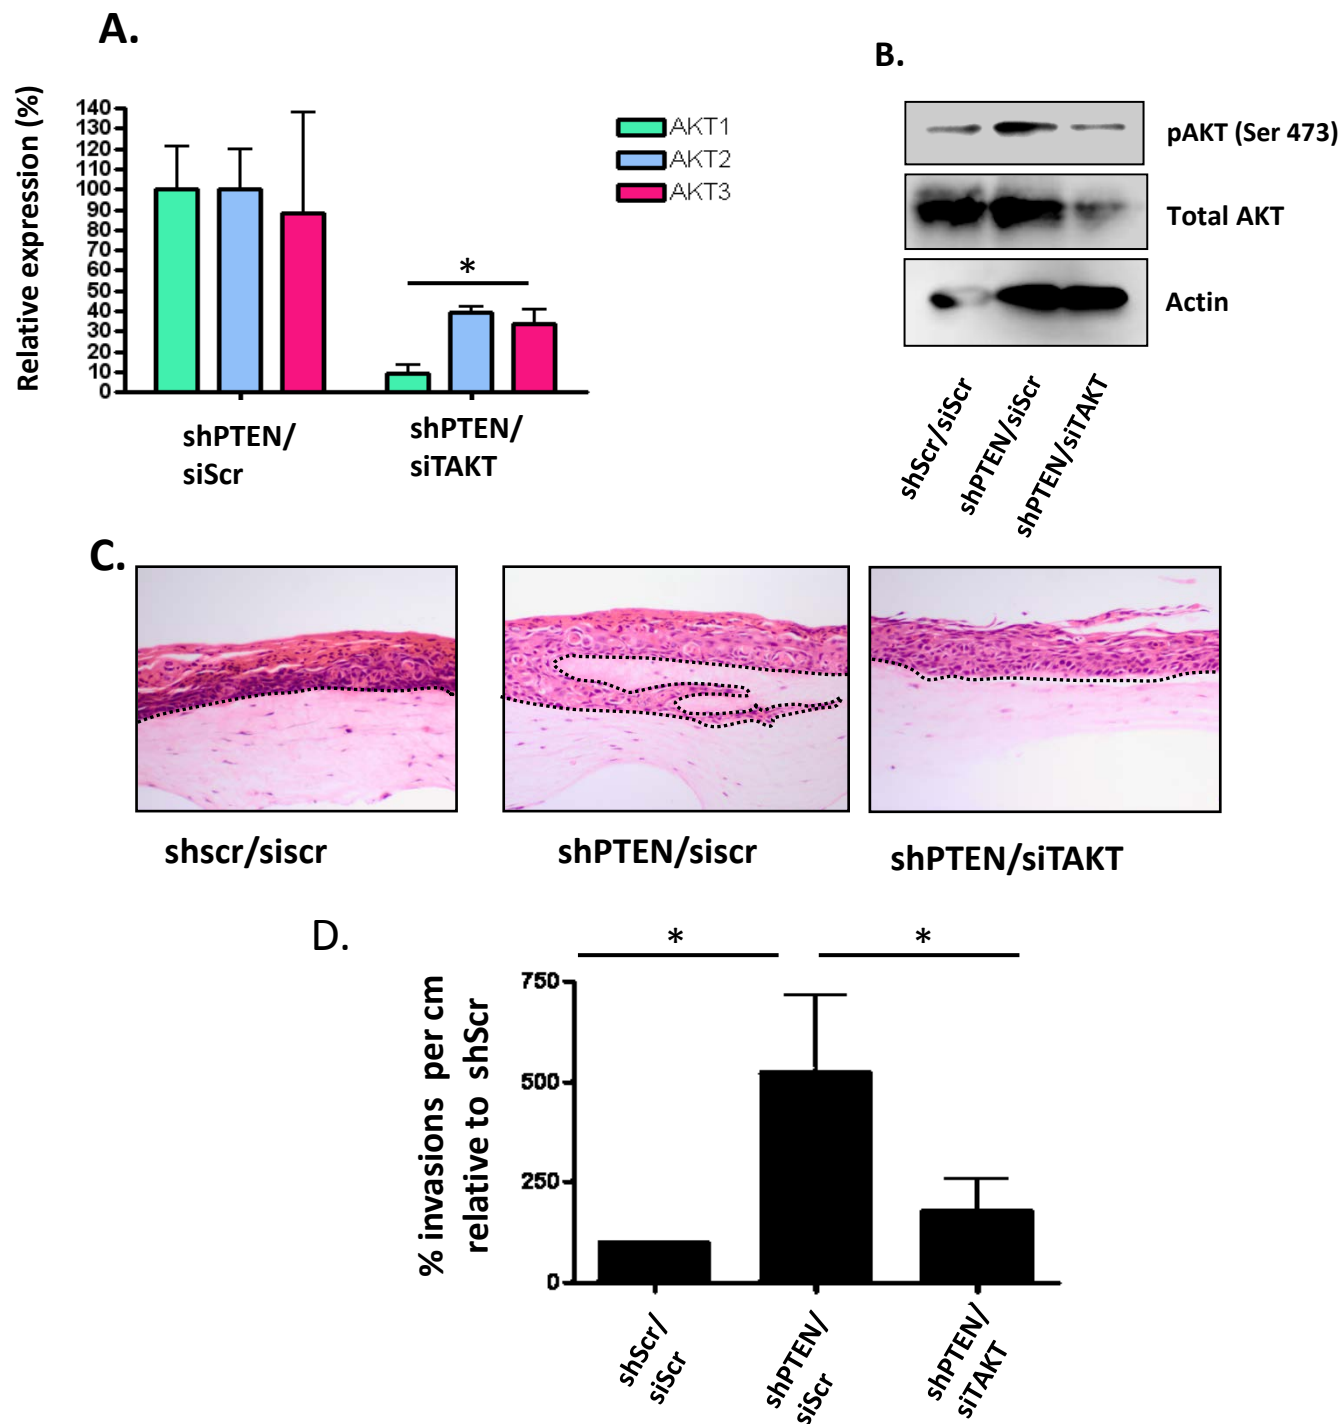 A.
Relative expression (%)
140
130
120
110
100
90
80
70
60
50
40
30
20
10
0
*
AKT1
AKT2
AKT3
shPTEN/
siScr
shPTEN/
siTAKT
B.
pAKT (Ser 473)
Total AKT
Actin
shScr/siScr
shPTEN/siScr
shPTEN/siTAKT
C.
shscr/siscr
shPTEN/siscr
shPTEN/siTAKT
D.
% invasions per cm
relative to shScr
*
*
750
500
250
0
shScr/
siScr
shPTEN/
siScr
shPTEN/
siTAKT